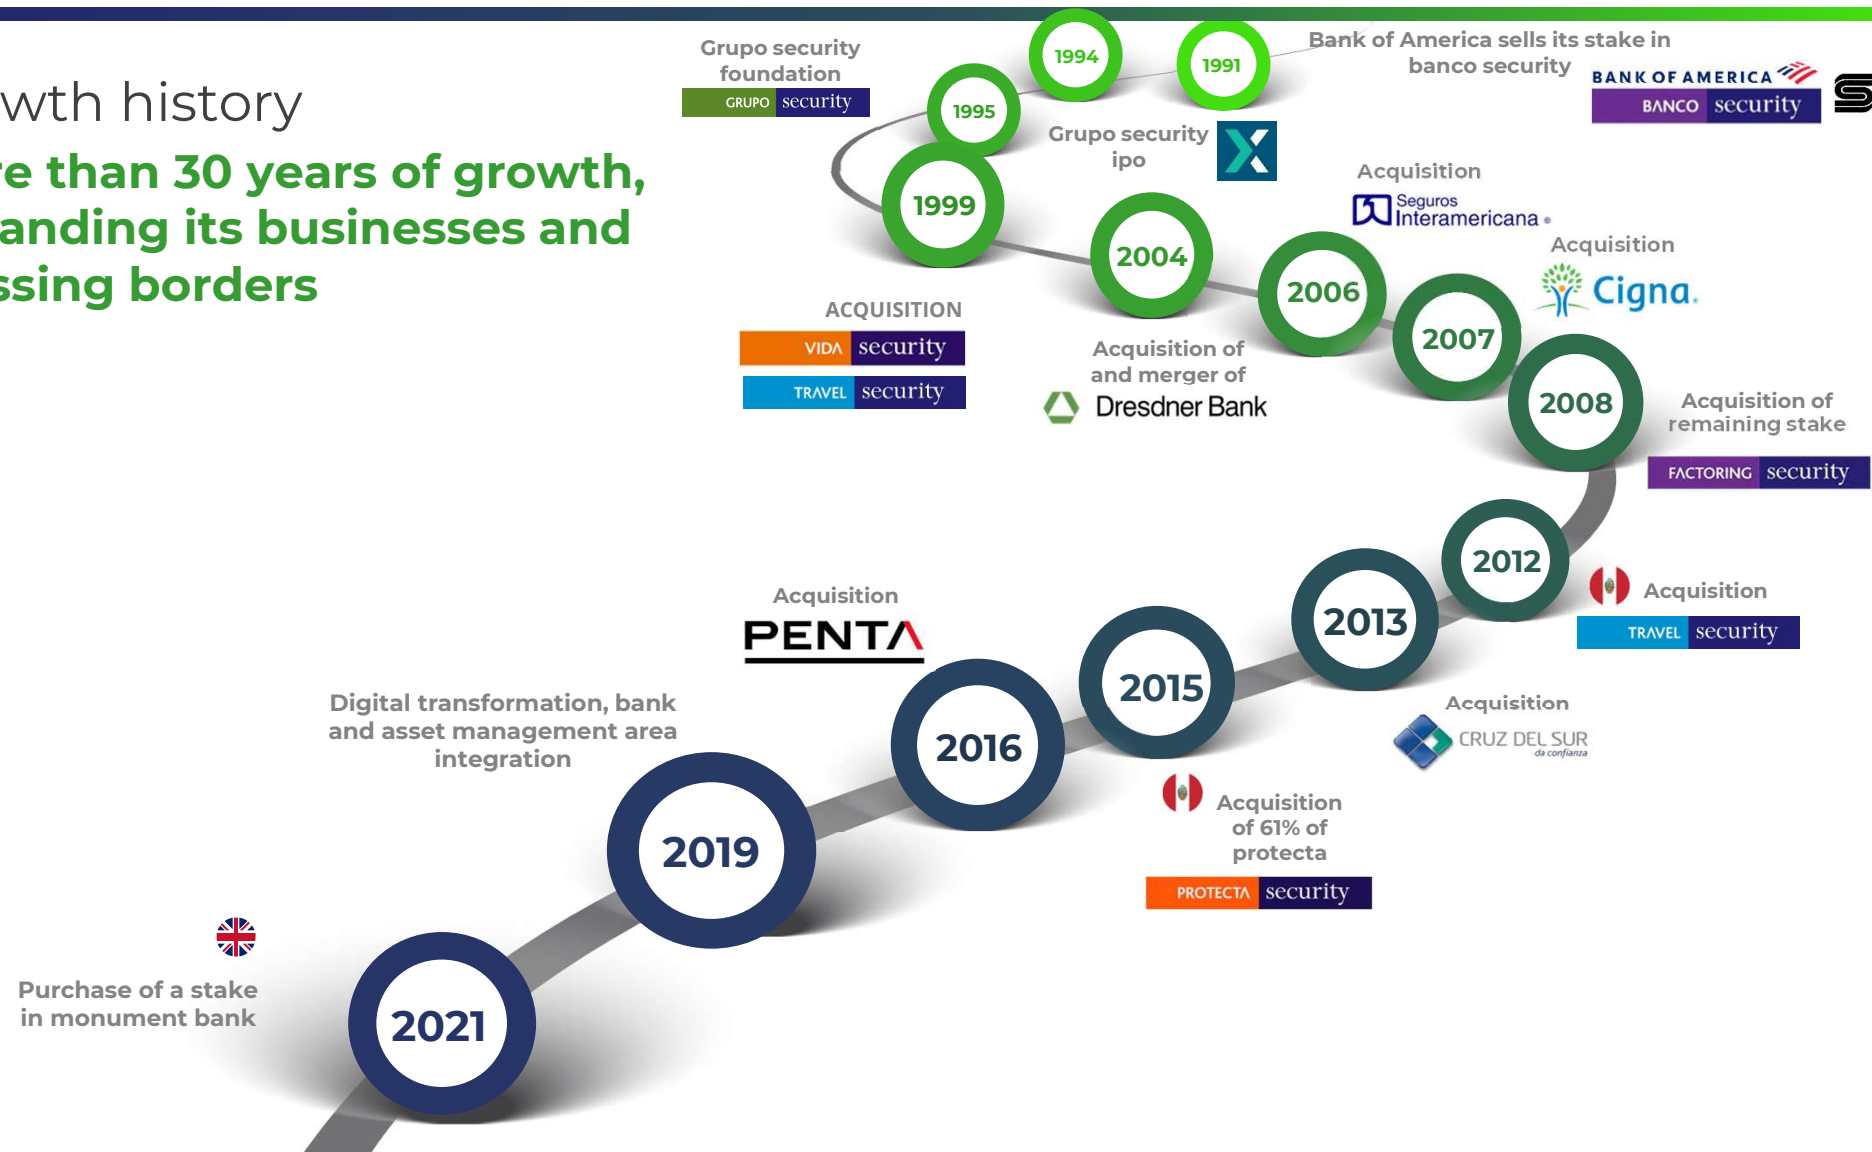 wth history
re than 30 years of growth,
anding its businesses and
ssing borders
Grupo security
foundation
GRUPO security
1994
1991
Bank of America sells its stake in
banco security
BANK OF AMERICA
BANCO security
1995
Grupo security
ipo
1999
Acquisition
Seguros
Interamericana
2004
Acquisition
Cigna.
2006
ACQUISITION
VIDA security
TRAVEL security
2007
Acquisition of
and merger of
Dresdner Bank
2008
Acquisition of
remaining stake
FACTORING security
2012
Acquisition
TRAVEL security
2013
Acquisition
CRUZ DEL SUR
da confianza
Acquisition
PENTA
2015
Acquisition
of 61% of
protecta
PROTECTA security
2016
Digital transformation, bank
and asset management area
integration
2019
Purchase of a stake
in monument bank
2021